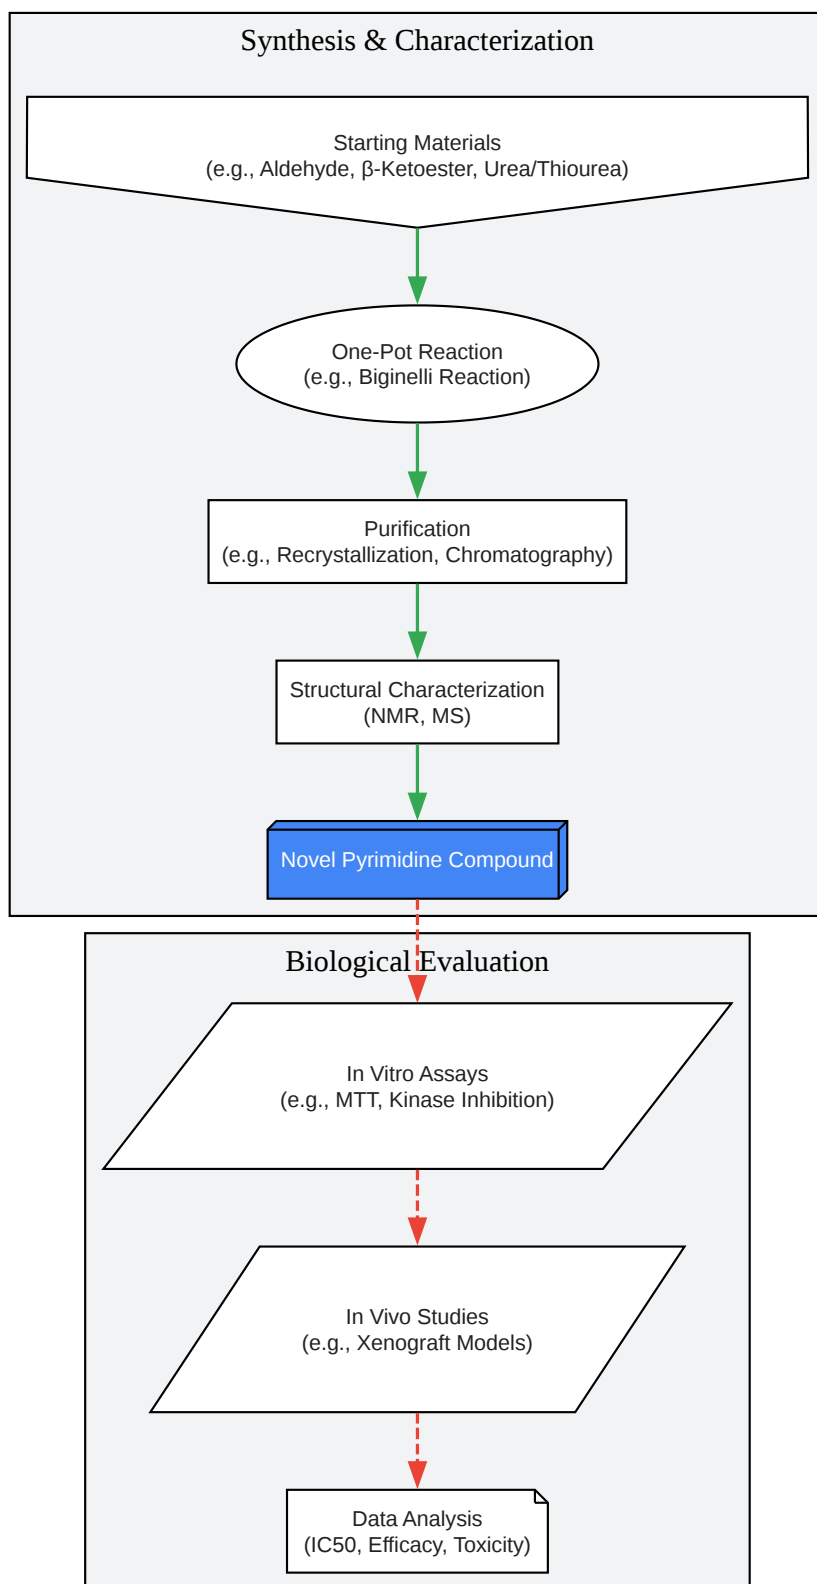 Synthesis & Characterization
Starting Materials
(e.g., Aldehyde, β-Ketoester, Urea/Thiourea)
One-Pot Reaction
(e.g., Biginelli Reaction)
Purification
(e.g., Recrystallization, Chromatography)
Structural Characterization
(NMR, MS)
Novel Pyrimidine Compound
Biological Evaluation
In Vitro Assays
(e.g., MTT, Kinase Inhibition)
In Vivo Studies
(e.g., Xenograft Models)
Data Analysis
(IC50, Efficacy, Toxicity)